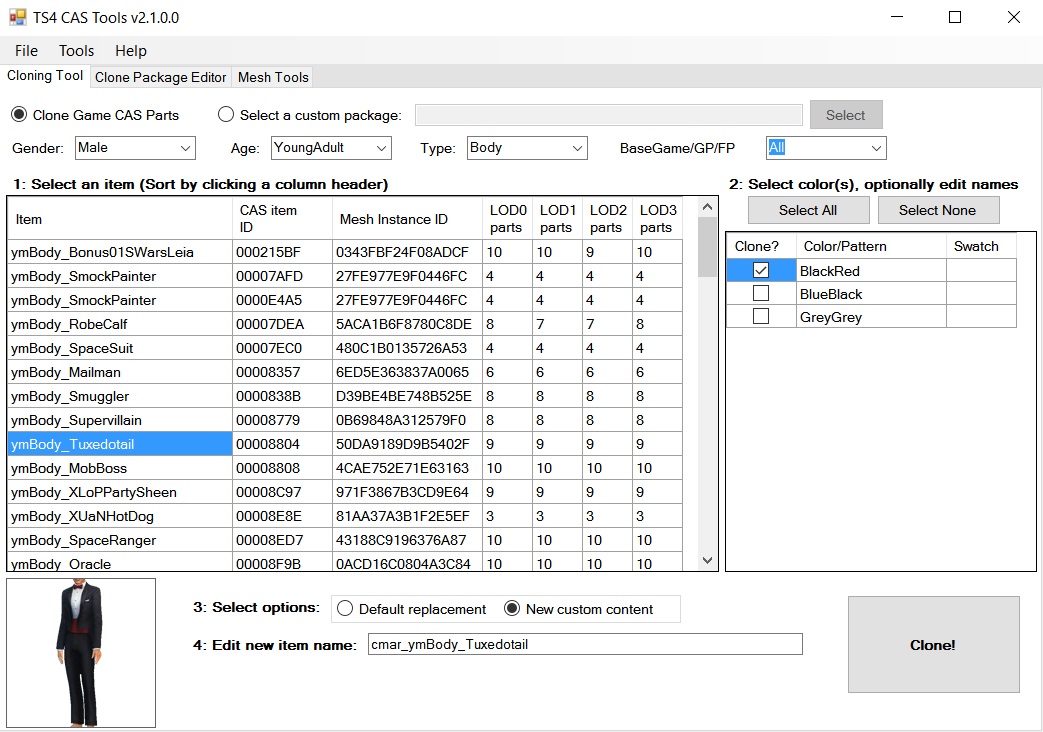 TS4 CAS Tools v2.1.0.0
File Tools Help
Cloning Tool Clone Package Editor Mesh Tools
Clone Game CAS Parts Select a custom package: Select
Gender: Male Age: YoungAdult Type: Body BaseGame/GP/FP All
1: Select an item (Sort by clicking a column header) 2: Select color(s), optionally edit names
Select All Select None
Item CAS item ID Mesh Instance ID LOD0 parts LOD1 parts LOD2 parts LOD3 parts
Clone? Color/Pattern Swatch
ymBody_Bonus01SWarsLeia 000215BF 0343FBF24F08ADCF 10 10 9 10
ymBody_SmockPainter 00007AFD 27FE977E9F0446FC 4 4 4 4
ymBody_SmockPainter 0000E4A5 27FE977E9F0446FC 4 4 4 4
ymBody_RobeCalf 00007DEA 5ACA1B6F8780C8DE 8 7 7 8
ymBody_SpaceSuit 00007EC0 480C1B0135726A53 4 4 4 4
ymBody_Mailman 00008357 6ED5E363837A0065 6 6 6 6
ymBody_Smuggler 0000838B D39BE4BE748B525E 8 8 8 8
ymBody_Supervillain 00008779 0B69848A312579F0 8 8 8 8
ymBody_Tuxedotail 00008804 50DA9189D9B5402F 9 9 9 9
ymBody_MobBoss 00008808 4CAE752E71E63163 10 10 10 10
ymBody_XLoPPartySheen 00008C97 971F3867B3CD9E64 9 9 9 9
ymBody_XUaNHotDog 00008E8E 81AA37A3B1F2E5EF 3 3 3 3
ymBody_SpaceRanger 00008ED7 43188C9196376A87 10 10 10 10
ymBody_Oracle 00008F9B 0ACD16C0804A3C84 10 10 10 10
BlackRed
BlueBlack
GreyGrey
3: Select options: Default replacement New custom content
4: Edit new item name: cmar_ymBody_Tuxedotail
Clone!